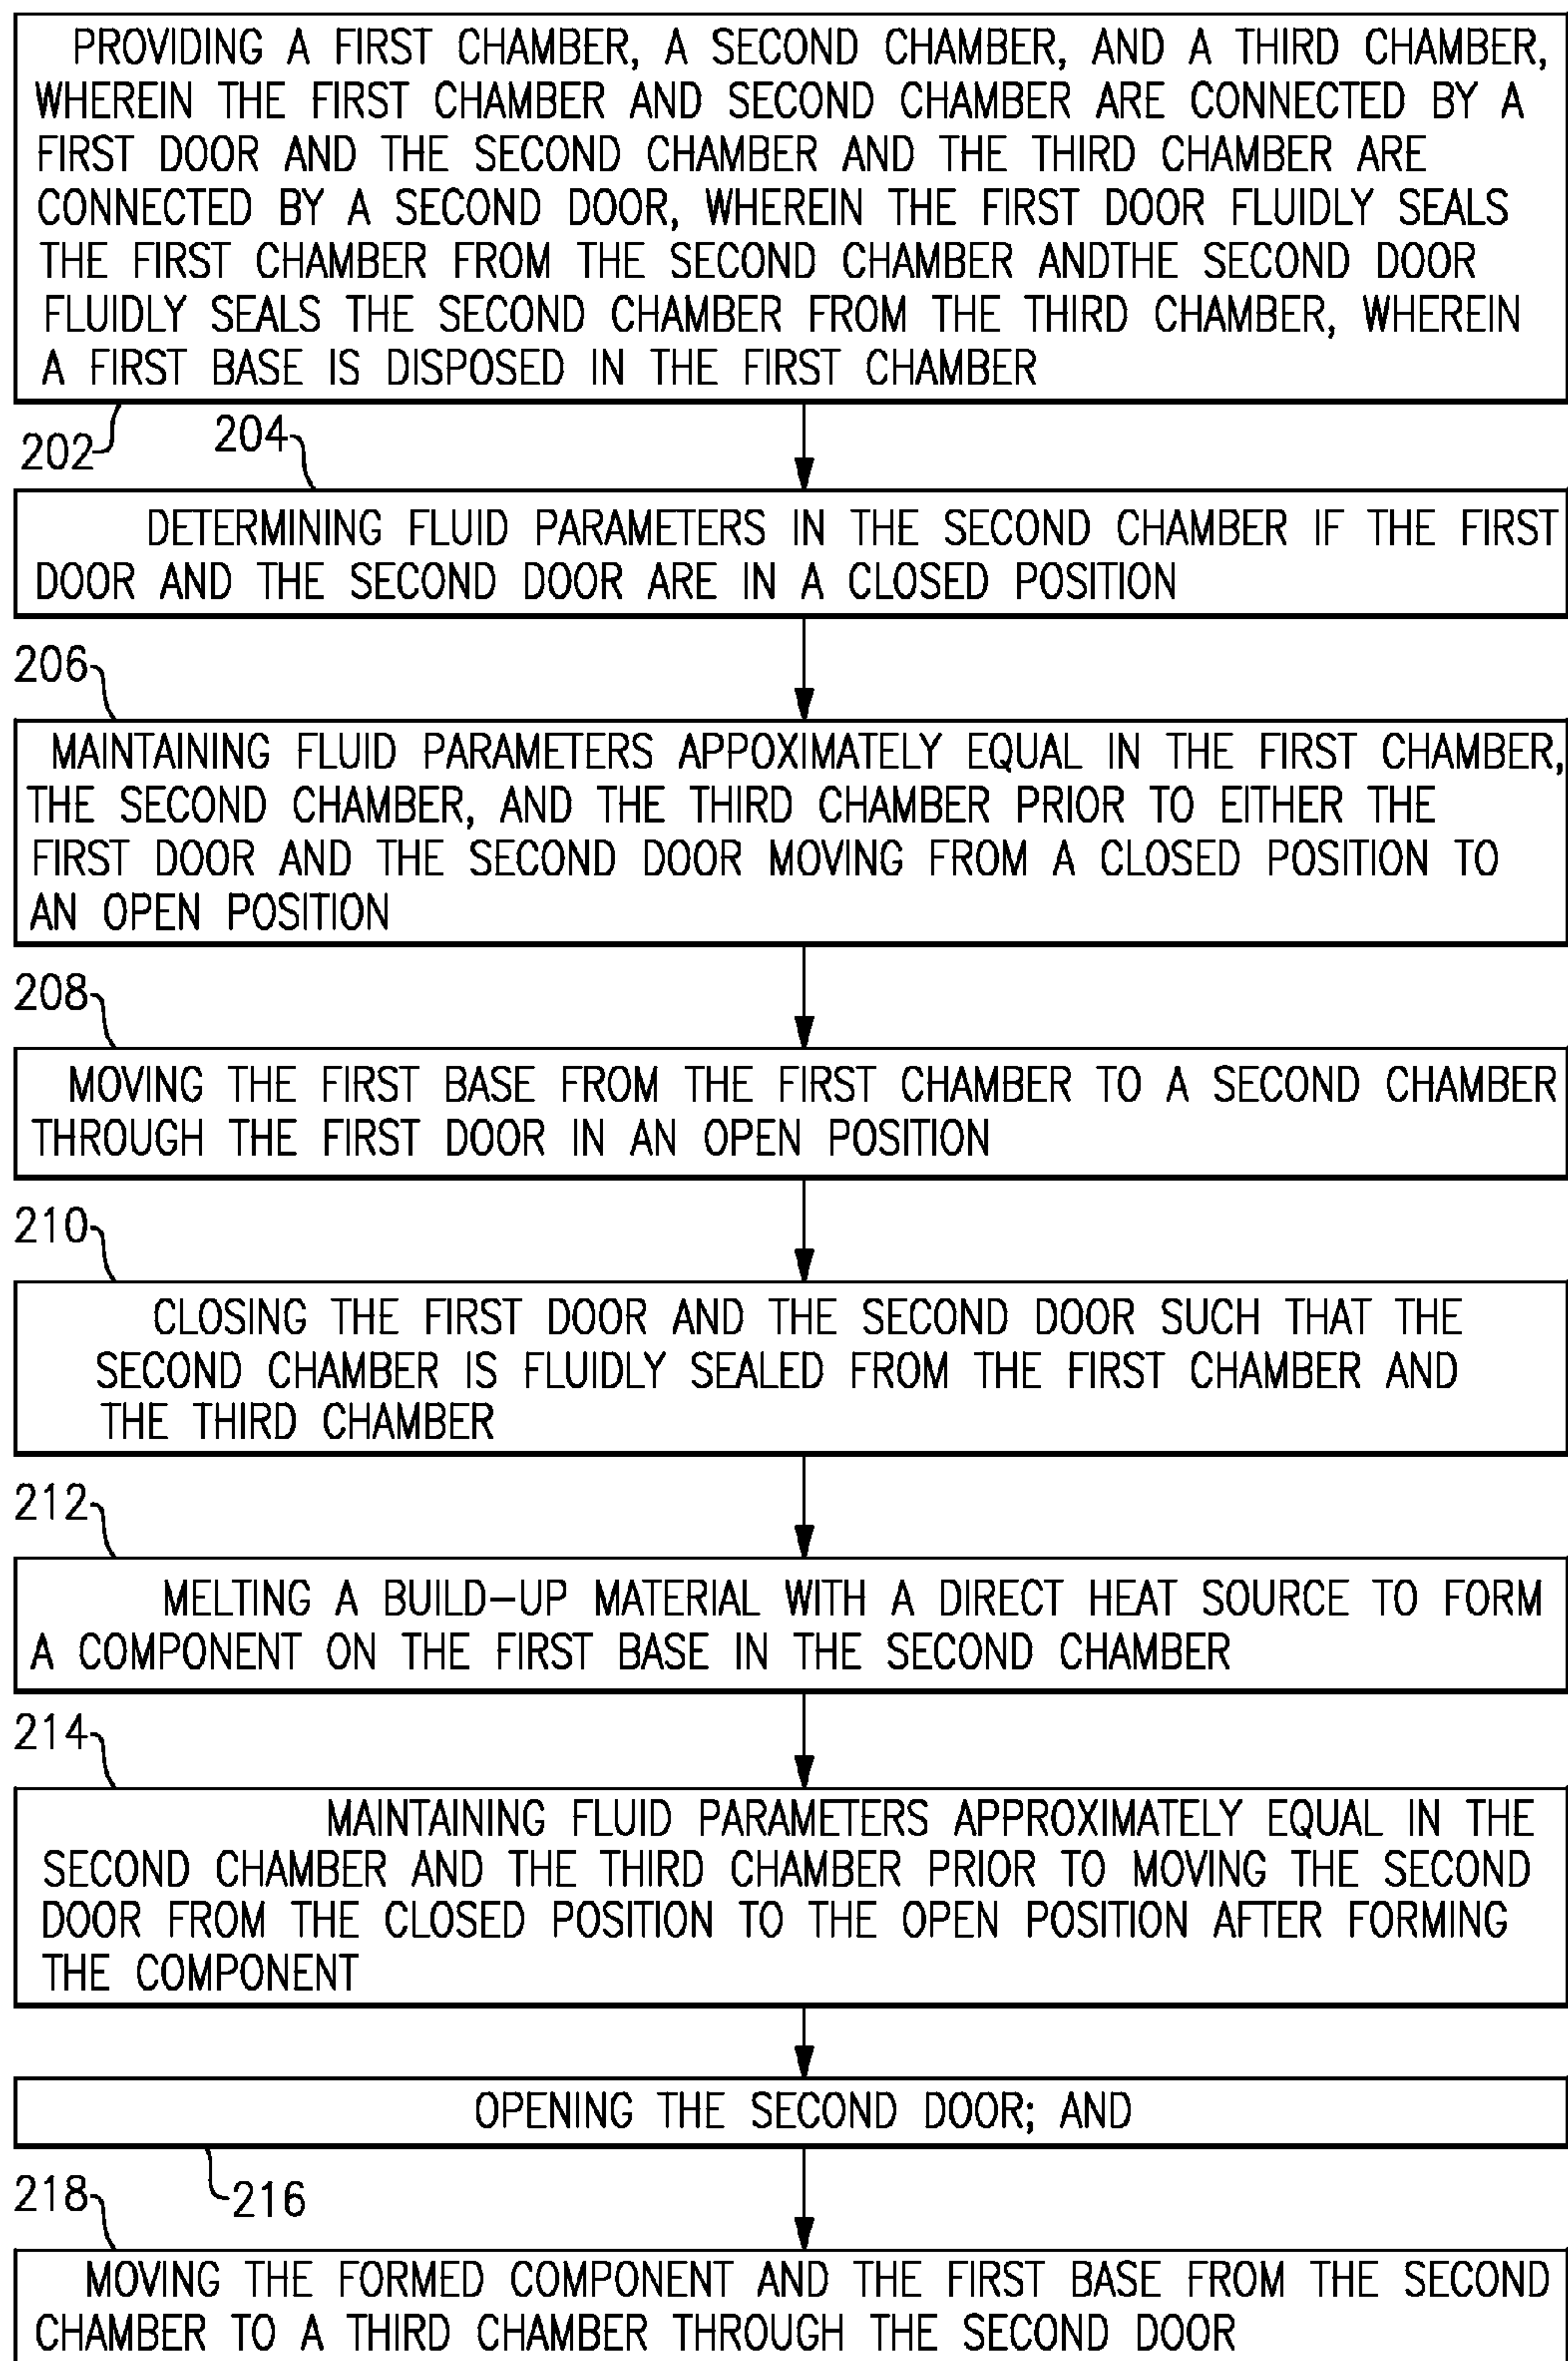 PROVIDING A FIRST CHAMBER, A SECOND CHAMBER, AND A THIRD CHAMBER,
WHEREIN THE FIRST CHAMBER AND SECOND CHAMBER ARE CONNECTED BY A
FIRST DOOR AND THE SECOND CHAMBER AND THE THIRD CHAMBER ARE
CONNECTED BY A SECOND DOOR, WHEREIN THE FIRST DOOR FLUIDLY SEALS
THE FIRST CHAMBER FROM THE SECOND CHAMBER ANDTHE SECOND DOOR
FLUIDLY SEALS THE SECOND CHAMBER FROM THE THIRD CHAMBER, WHEREIN
A FIRST BASE IS DISPOSED IN THE FIRST CHAMBER
202
204
DETERMINING FLUID PARAMETERS IN THE SECOND CHAMBER IF THE FIRST
DOOR AND THE SECOND DOOR ARE IN A CLOSED POSITION
206
MAINTAINING FLUID PARAMETERS APPOXIMATELY EQUAL IN THE FIRST CHAMBER,
THE SECOND CHAMBER, AND THE THIRD CHAMBER PRIOR TO EITHER THE
FIRST DOOR AND THE SECOND DOOR MOVING FROM A CLOSED POSITION TO
AN OPEN POSITION
208
MOVING THE FIRST BASE FROM THE FIRST CHAMBER TO A SECOND CHAMBER
THROUGH THE FIRST DOOR IN AN OPEN POSITION
210
CLOSING THE FIRST DOOR AND THE SECOND DOOR SUCH THAT THE
SECOND CHAMBER IS FLUIDLY SEALED FROM THE FIRST CHAMBER AND
THE THIRD CHAMBER
212
MELTING A BUILD-UP MATERIAL WITH A DIRECT HEAT SOURCE TO FORM
A COMPONENT ON THE FIRST BASE IN THE SECOND CHAMBER
214
MAINTAINING FLUID PARAMETERS APPROXIMATELY EQUAL IN THE
SECOND CHAMBER AND THE THIRD CHAMBER PRIOR TO MOVING THE SECOND
DOOR FROM THE CLOSED POSITION TO THE OPEN POSITION AFTER FORMING
THE COMPONENT
OPENING THE SECOND DOOR; AND
216
218
MOVING THE FORMED COMPONENT AND THE FIRST BASE FROM THE SECOND
CHAMBER TO A THIRD CHAMBER THROUGH THE SECOND DOOR